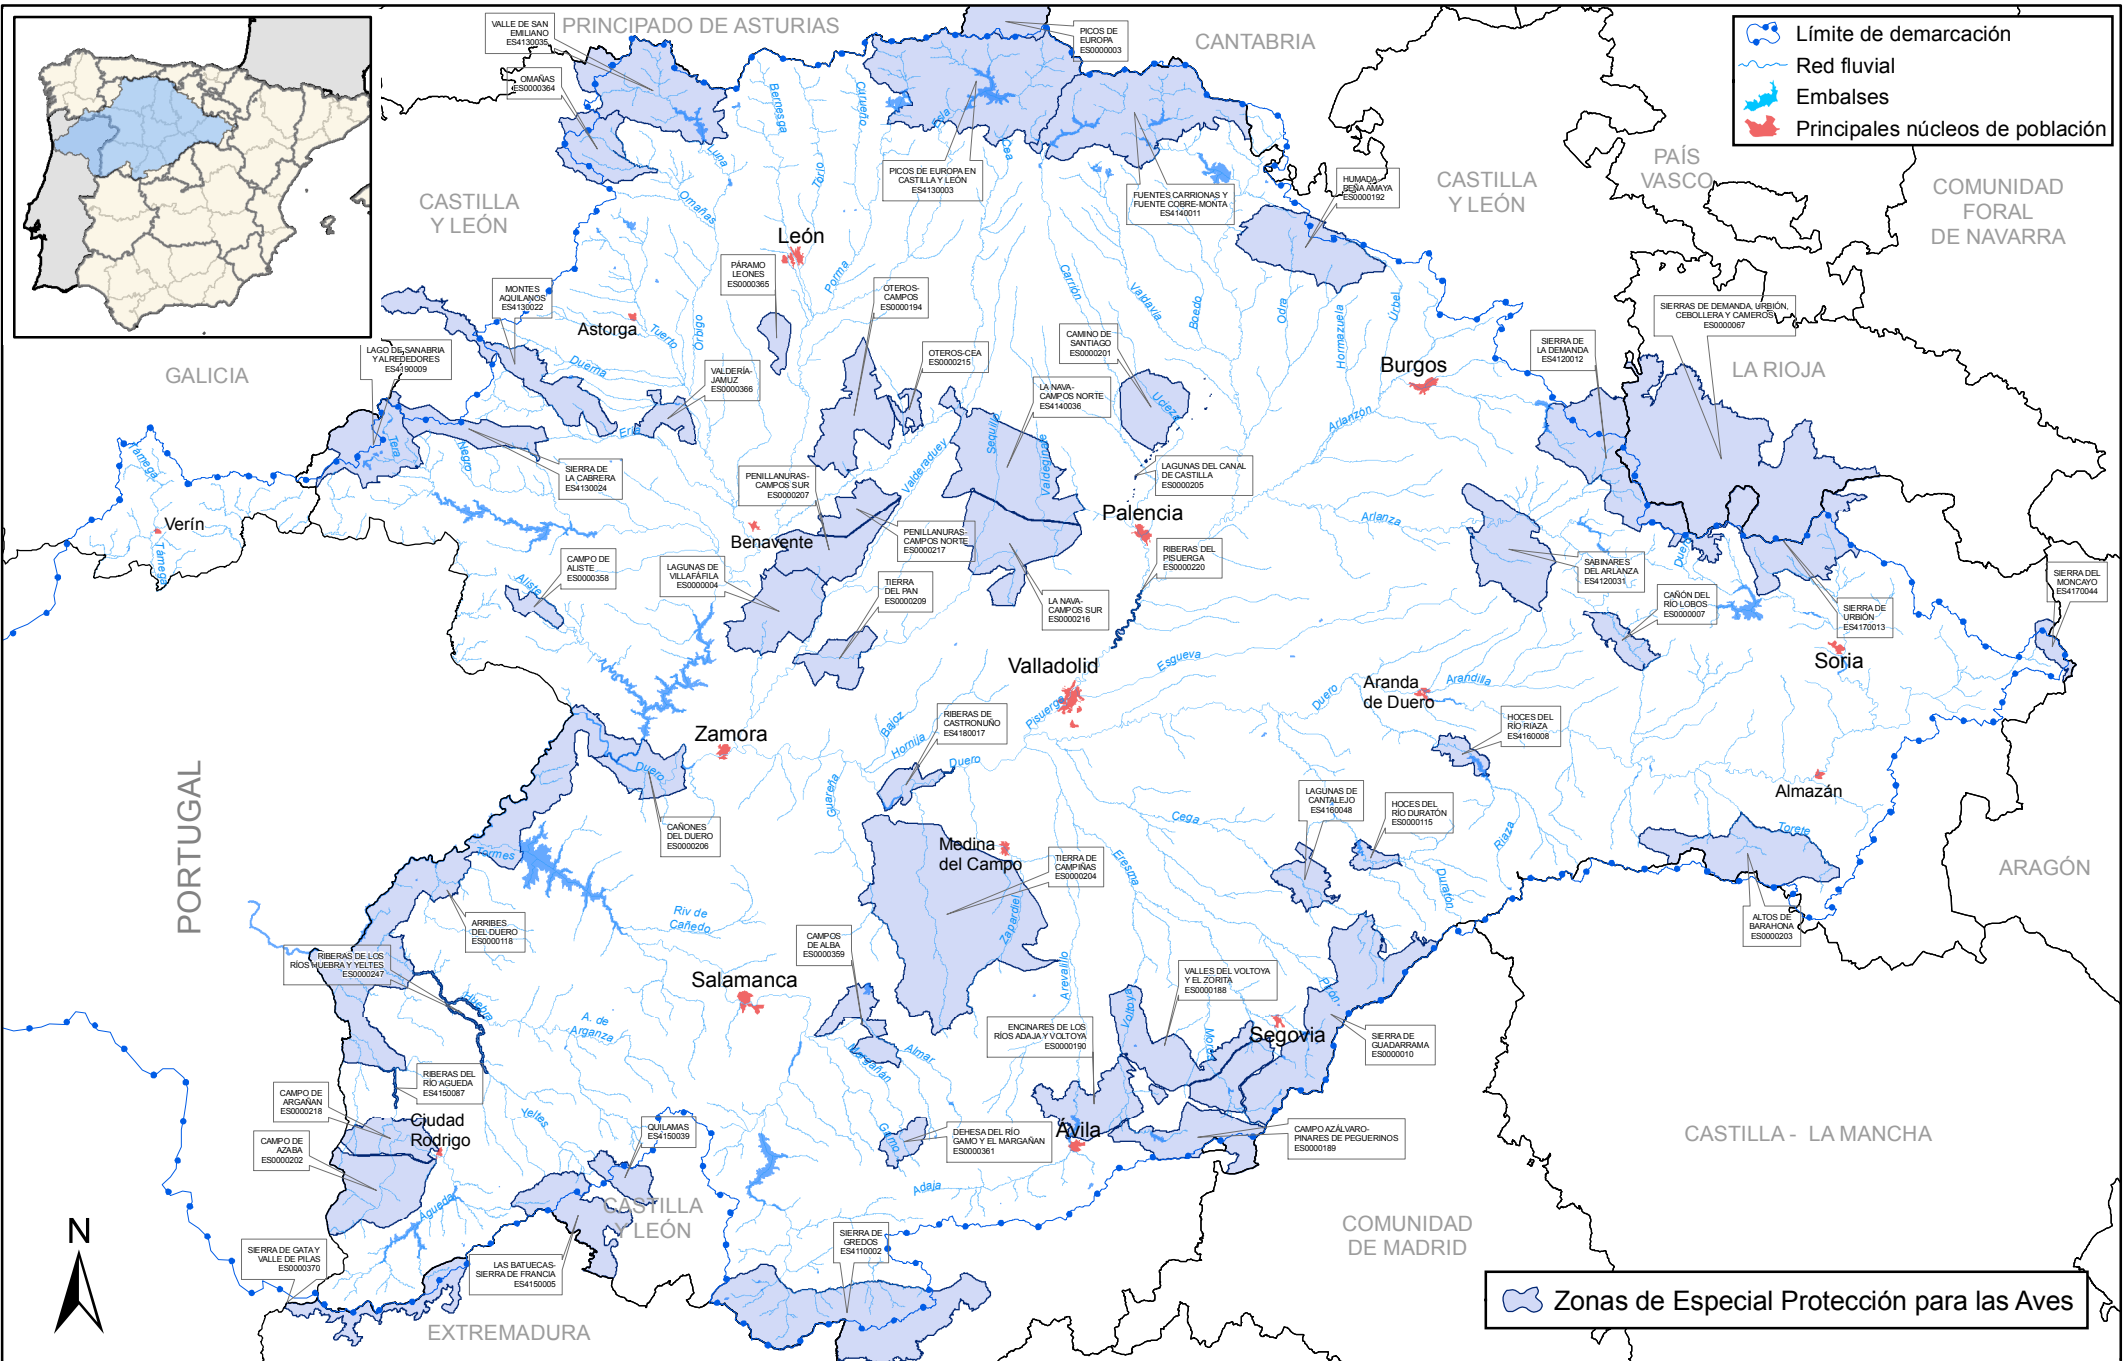 PRINCIPADO DE ASTURIAS
CANTABRIA
PAÍS
VASCO
COMUNIDAD
FORAL
DE NAVARRA
CASTILLA
Y LEÓN
CASTILLA
Y LEÓN
GALICIA
LA RIOJA
PORTUGAL
ARAGÓN
CASTILLA - LA MANCHA
COMUNIDAD
DE MADRID
CASTILLA
Y LEÓN
EXTREMADURA
Límite de demarcación
Red fluvial
Embalses
Principales núcleos de población
VALLE DE SAN
EMILIANO
ES4130035
OMAÑAS
ES0000364
PICOS DE
EUROPA
ES0000003
PICOS DE EUROPA EN
CASTILLA Y LEÓN
ES4130003
FUENTES CARRIONAS Y
FUENTE COBRE-MONTA
ES4140011
HUMADA-
PEÑA AMAYA
ES0000192
PÁRAMO
LEONES
ES0000365
MONTES
AQUILANOS
ES4130022
OTEROS-
CAMPOS
ES0000194
OTEROS-CEA
ES0000215
CAMINO DE
SANTIAGO
ES0000201
LA NAVA-
CAMPOS NORTE
ES4140036
SIERRA DE
LA DEMANDA
ES4120012
SIERRAS DE DEMANDA, URBIÓN,
CEBOLLERA Y CAMEROS
ES0000067
LAGO DE SANABRIA
Y ALREDEDORES
ES4190009
VALDERÍA-
JAMUZ
ES0000366
SIERRA DE
LA CABRERA
ES4130024
PENILLANURAS-
CAMPOS SUR
ES0000207
PENILLANURAS-
CAMPOS NORTE
ES0000217
LAGUNAS DEL CANAL
DE CASTILLA
ES0000205
RIBERAS DEL
PISUERGA
ES0000220
CAMPO DE
ALISTE
ES0000358
LAGUNAS DE
VILLAFÁFILA
ES0000004
TIERRA
DEL PAN
ES0000209
LA NAVA-
CAMPOS SUR
ES0000216
SABINARES
DEL ARLANZA
ES4120031
CAÑÓN DEL
RÍO LOBOS
ES0000007
SIERRA DE
URBIÓN
ES4170013
SIERRA DEL
MONCAYO
ES4170044
RIBERAS DE
CASTRONUÑO
ES4180017
HOCES DEL
RÍO RIAZA
ES4160008
LAGUNAS DE
CANTALEJO
ES4160048
HOCES DEL
RÍO DURATÓN
ES0000115
CAÑONES
DEL DUERO
ES0000206
TIERRA DE
CAMPIÑAS
ES0000204
ARRIBES
DEL DUERO
ES0000118
CAMPOS
DE ALBA
ES0000359
ALTOS DE
BARAHONA
ES0000203
RIBERAS DE LOS
RÍOS HUEBRA Y YELTES
ES0000247
VALLES DEL VOLTOYA
Y EL ZORITA
ES0000188
ENCINARES DE LOS
RÍOS ADAJA Y VOLTOYA
ES0000190
SIERRA DE
GUADARRAMA
ES0000010
RIBERAS DEL
RÍO AGUEDA
ES4150087
CAMPO DE
ARGAÑAN
ES0000218
CAMPO DE
AZABA
ES0000202
QUILAMAS
ES4150039
DEHESA DEL RÍO
GAMO Y EL MARGAÑAN
ES0000361
CAMPO AZÁLVARO-
PINARES DE PEGUERINOS
ES0000189
SIERRA DE GATA Y
VALLE DE PILAS
ES0000370
LAS BATUECAS-
SIERRA DE FRANCIA
ES4150005
SIERRA DE
GREDOS
ES4110002
León
Astorga
Burgos
Verín
Benavente
Palencia
Valladolid
Zamora
Aranda
de Duero
Soria
Almazán
Medina
del Campo
Salamanca
Segovia
Ávila
Ciudad
Rodrigo
Bernesga
Curueño
Torío
Luna
Omañas
Esla
Cea
Porma
Tuerto
Órbigo
Duerna
Eria
Tera
Negro
Támega
Támega
Carrión
Valdavia
Boedo
Odra
Hormazuela
Urbel
Ucieza
Arlanzón
Sequillo
Valdeginate
Valderaduey
Arlanza
Duero
Aliste
Esgueva
Duero
Arandilla
Pisuerga
Bajoz
Hornija
Duero
Duero
Guareña
Cega
Eresma
Riaza
Duratón
Torete
Tormes
Riv de
Cañedo
Zapardiel
Arevalillo
Voltoya
Moros
Pirón
Huebra
A. de
Arganza
Almar
Margañán
Gamo
Yeltes
Agueda
Adaja
N
Zonas de Especial Protección para las Aves